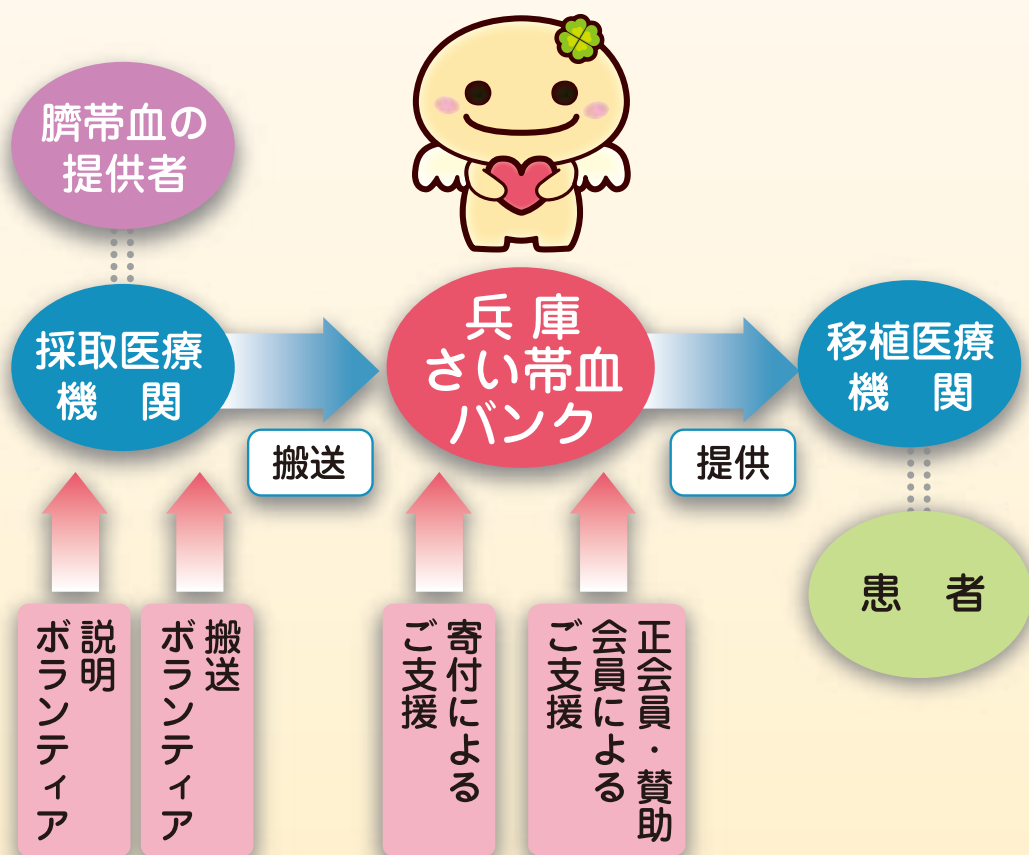 臍帯血の
提供者
採取医療
機　関
兵 庫
さい帯血
バンク
移植医療
機　関
搬送
提供
患　者
説明
ボランティア
搬送
ボランティア
寄付による
ご支援
正会員・賛助
会員による
ご支援